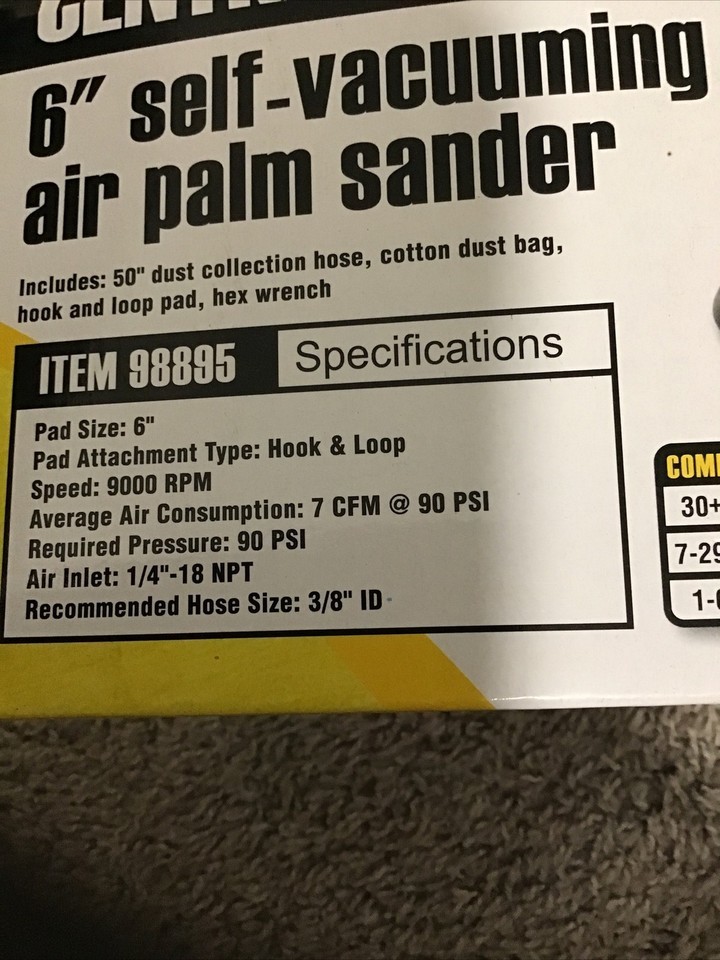 6" self-vacuuming
air palm sander
Includes: 50" dust collection hose, cotton dust bag,
hook and loop pad, hex wrench
ITEM 98895 Specifications
Pad Size: 6"
Pad Attachment Type: Hook & Loop
Speed: 9000 RPM
Average Air Consumption: 7 CFM @ 90 PSI
Required Pressure: 90 PSI
Air Inlet: 1/4"-18 NPT
Recommended Hose Size: 3/8" ID
30+